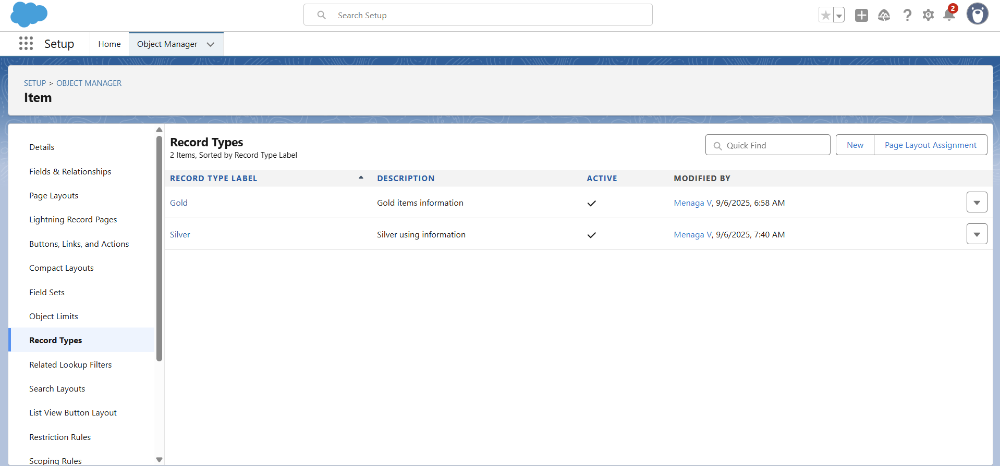 Search Setup
2
Setup
Home
Object Manager
SETUP > OBJECT MANAGER
Item
Details
Fields & Relationships
Page Layouts
Lightning Record Pages
Buttons, Links, and Actions
Compact Layouts
Field Sets
Object Limits
Record Types
Related Lookup Filters
Search Layouts
List View Button Layout
Restriction Rules
Scoping Rules
Record Types
2 Items, Sorted by Record Type Label
Quick Find
New
Page Layout Assignment
RECORD TYPE LABEL DESCRIPTION ACTIVE MODIFIED BY
Gold Gold items information Menaga V, 9/6/2025, 6:58 AM
Silver Silver using information Menaga V, 9/6/2025, 7:40 AM